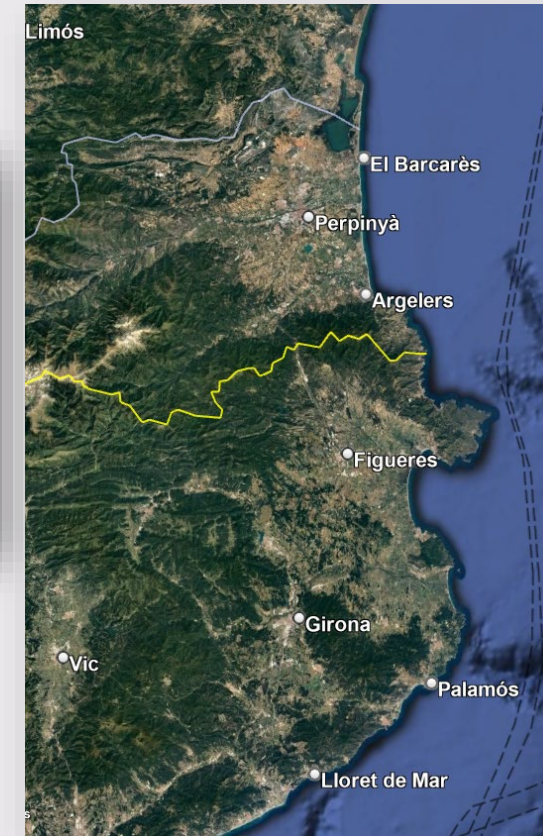 Limós
El Barcarès
Perpinyà
Argelers
Figueres
Girona
Vic
Palamós
Lloret de Mar